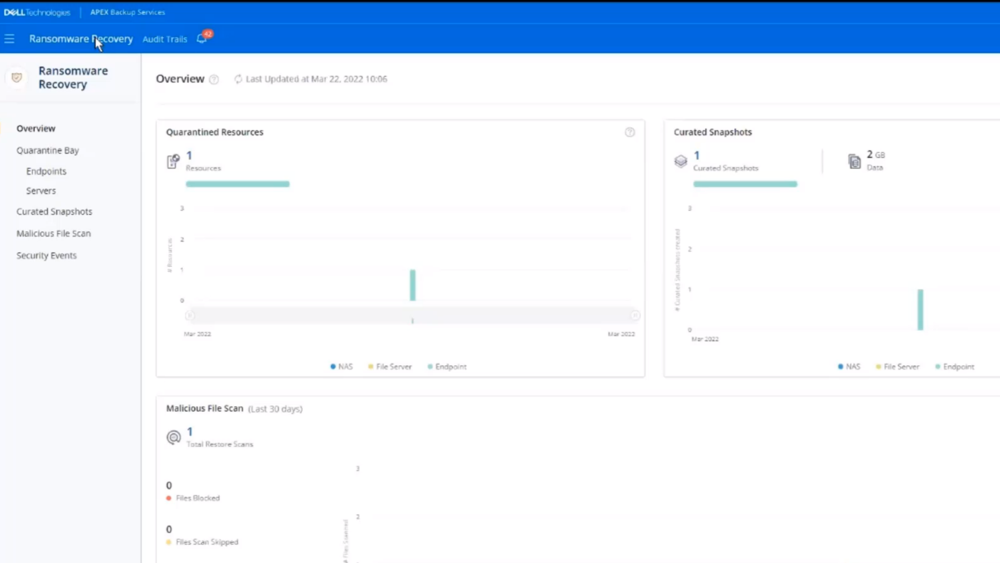 DELL Technologies | APEX Backup Services
Ransomware Recovery Audit Trails 42
Ransomware
Recovery
Overview
Quarantine Bay
Endpoints
Servers
Curated Snapshots
Malicious File Scan
Security Events
Overview ? Last Updated at Mar 22, 2022 10:06
Quarantined Resources ?
1
Resources
3
2
1
0
# Resources
Mar 2022 Mar 2022
NAS File Server Endpoint
Curated Snapshots
1
Curated Snapshots
2 GB
Data
3
2
1
0
# Curated Snapshots created
Mar 2022
NAS File Server Endpoint
Malicious File Scan (Last 30 days)
1
Total Restore Scans
0
Files Blocked
0
Files Scan Skipped
3
2
# Files Scanned